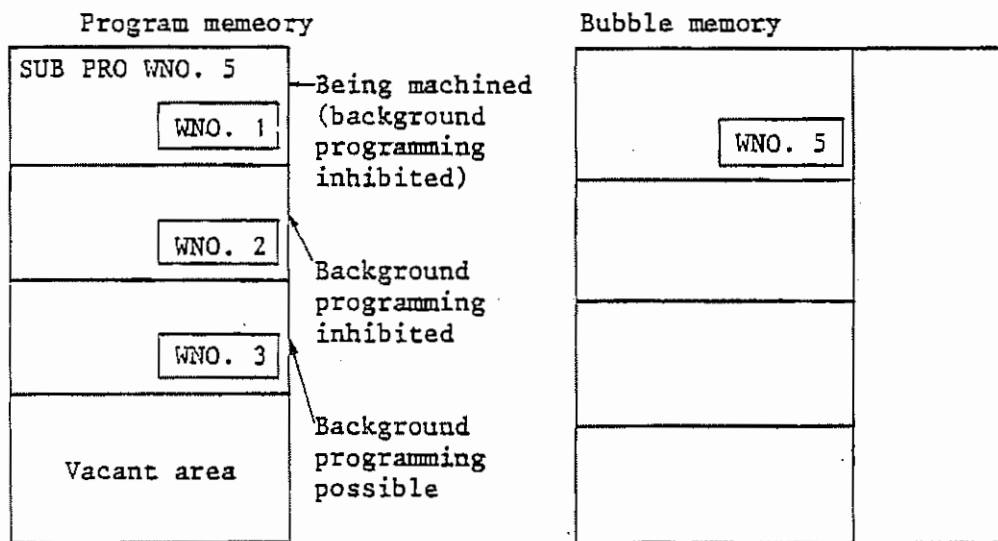 Program memeory
SUB PRO WNO. 5
WNO. 1
WNO. 2
WNO. 3
Vacant area
Being machined
(background
programming
inhibited)
Background
programming
inhibited
Background
programming
possible
Bubble memory
WNO. 5